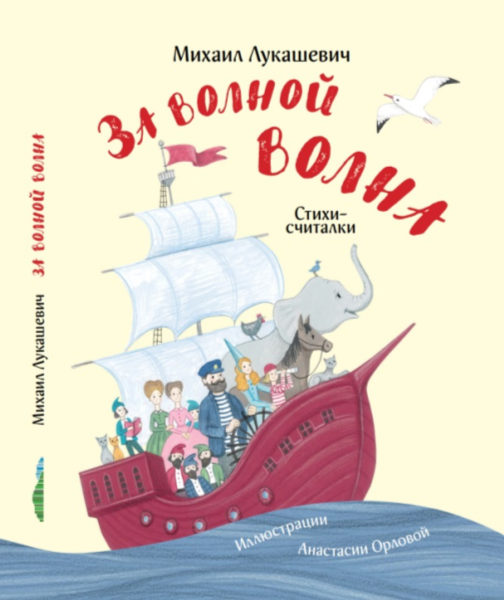 Михаил Лукашевич
За волной
волна
Стихи-
считалки
Иллюстрации
Анастасии Орловой
Михаил Лукашевич За волной волна